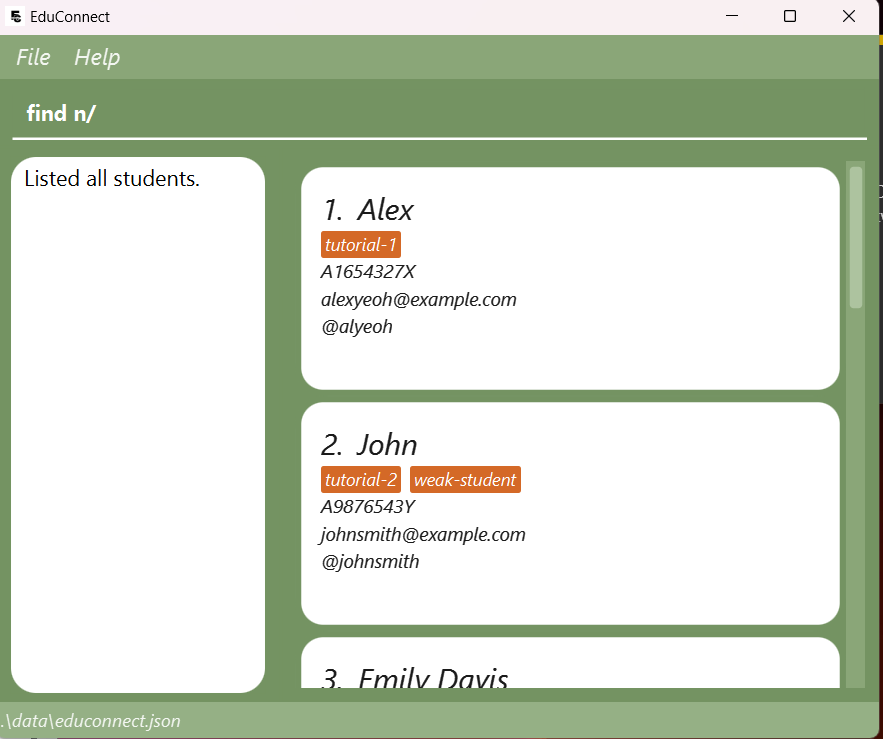 EduConnect
File Help
find n/
Listed all students.
1. Alex
tutorial-1
A1654327X
alexyeoh@example.com
@alyeoh
2. John
tutorial-2 weak-student
A9876543Y
johnsmith@example.com
@johnsmith
3. Emily Davis
.\data\educonnect.json